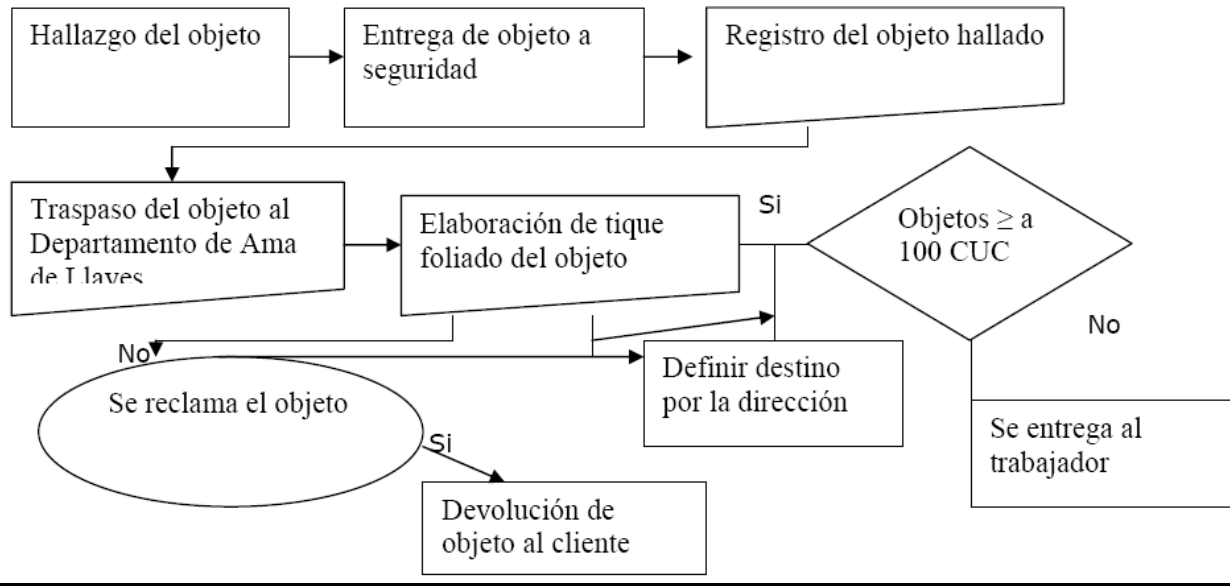 Hallazgo del objeto
Entrega de objeto a
seguridad
Registro del objeto hallado
Traspaso del objeto al
Departamento de Ama
de Llaves
Elaboración de tique
foliado del objeto
Si
Objetos ≥ a
100 CUC
No
No
Se reclama el objeto
Si
Definir destino
por la dirección
Se entrega al
trabajador
Devolución de
objeto al cliente